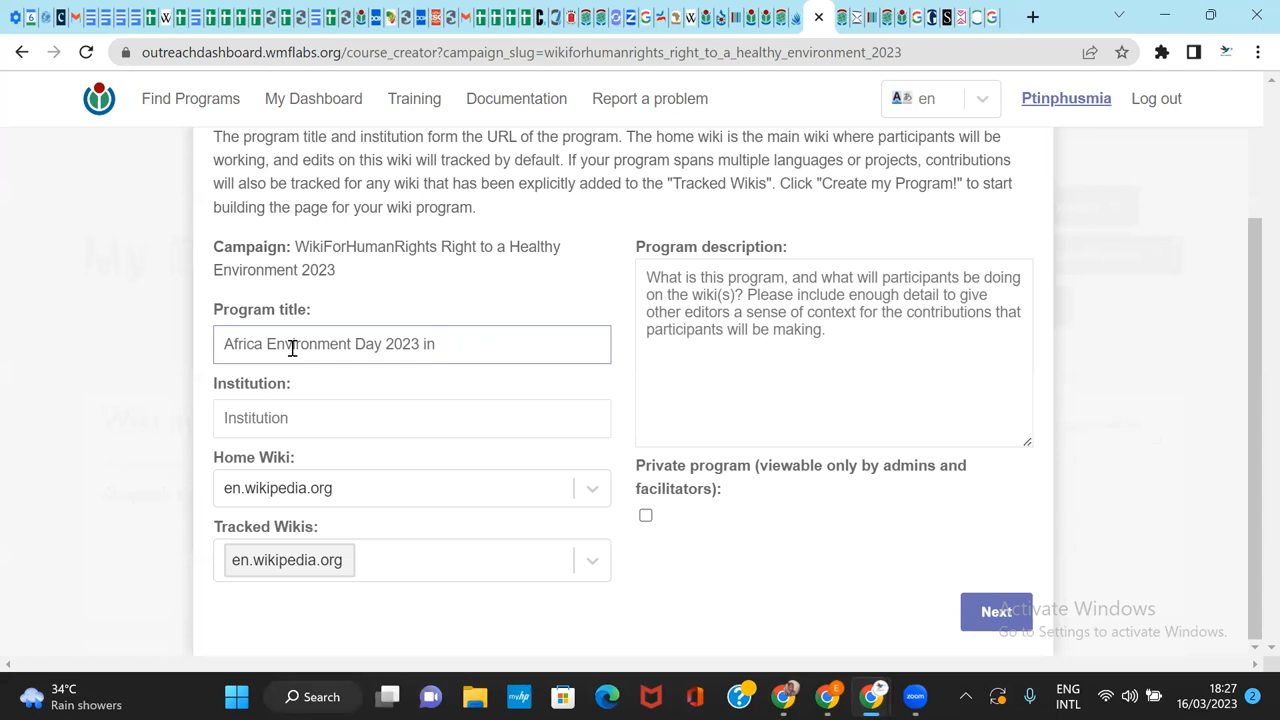 outreachdashboard.wmflabs.org/course_creator?campaign_slug=wikiforhumanrights_right_to_a_healthy_environment_2023
Find Programs
My Dashboard
Training
Documentation
Report a problem
en
Ptinphusmia
Log out
The program title and institution form the URL of the program. The home wiki is the main wiki where participants will be
working, and edits on this wiki will tracked by default. If your program spans multiple languages or projects, contributions
will also be tracked for any wiki that has been explicitly added to the "Tracked Wikis". Click "Create my Program!" to start
building the page for your wiki program.
Campaign: WikiForHumanRights Right to a Healthy
Environment 2023
Program title:
Africa Environment Day 2023 in
Institution:
Institution
Home Wiki:
en.wikipedia.org
Tracked Wikis:
en.wikipedia.org
Program description:
What is this program, and what will participants be doing
on the wiki(s)? Please include enough detail to give
other editors a sense of context for the contributions that
participants will be making.
Private program (viewable only by admins and
facilitators):
Next
Activate Windows
Go to Settings to activate Windows.
34°C
Rain showers
Search
zoom
ENG
INTL
18:27
16/03/2023
2